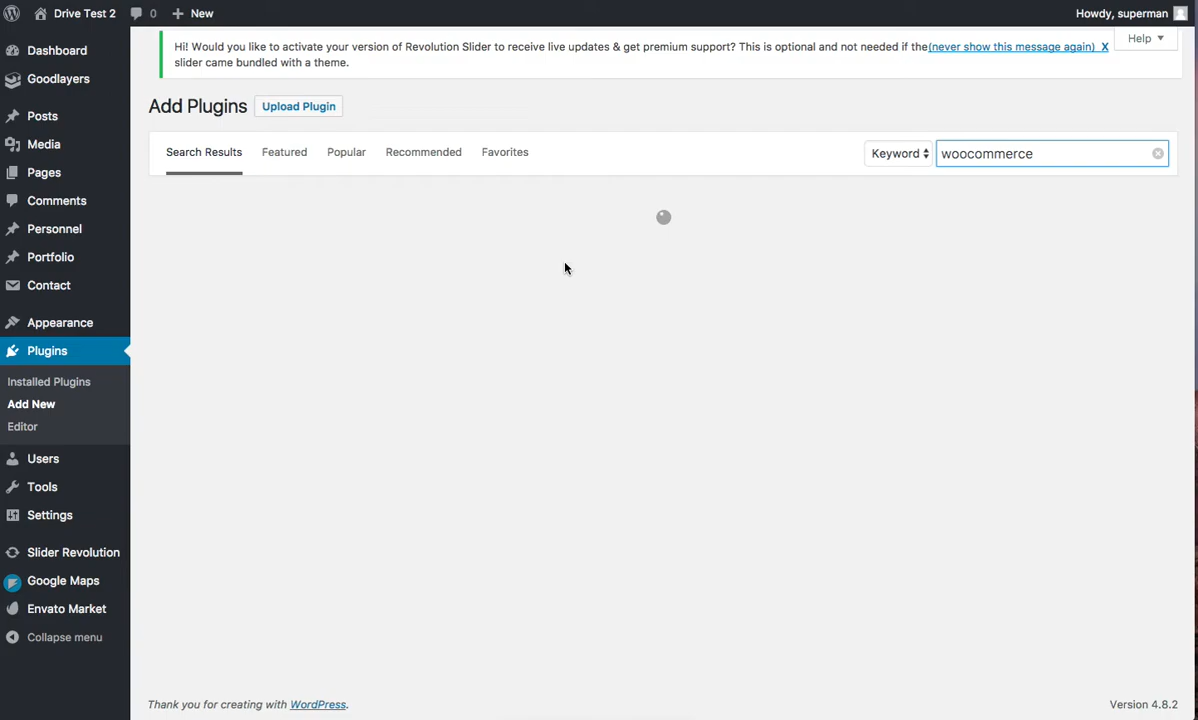 Drive Test 2
0
New
Howdy, superman
Dashboard
Goodlayers
Posts
Media
Pages
Comments
Personnel
Portfolio
Contact
Appearance
Plugins
Installed Plugins
Add New
Editor
Users
Tools
Settings
Slider Revolution
Google Maps
Envato Market
Collapse menu
Hi! Would you like to activate your version of Revolution Slider to receive live updates & get premium support? This is optional and not needed if the(never show this message again) X
slider came bundled with a theme.
Help
Add Plugins
Upload Plugin
Search Results
Featured
Popular
Recommended
Favorites
Keyword
woocommerce
Thank you for creating with WordPress.
Version 4.8.2